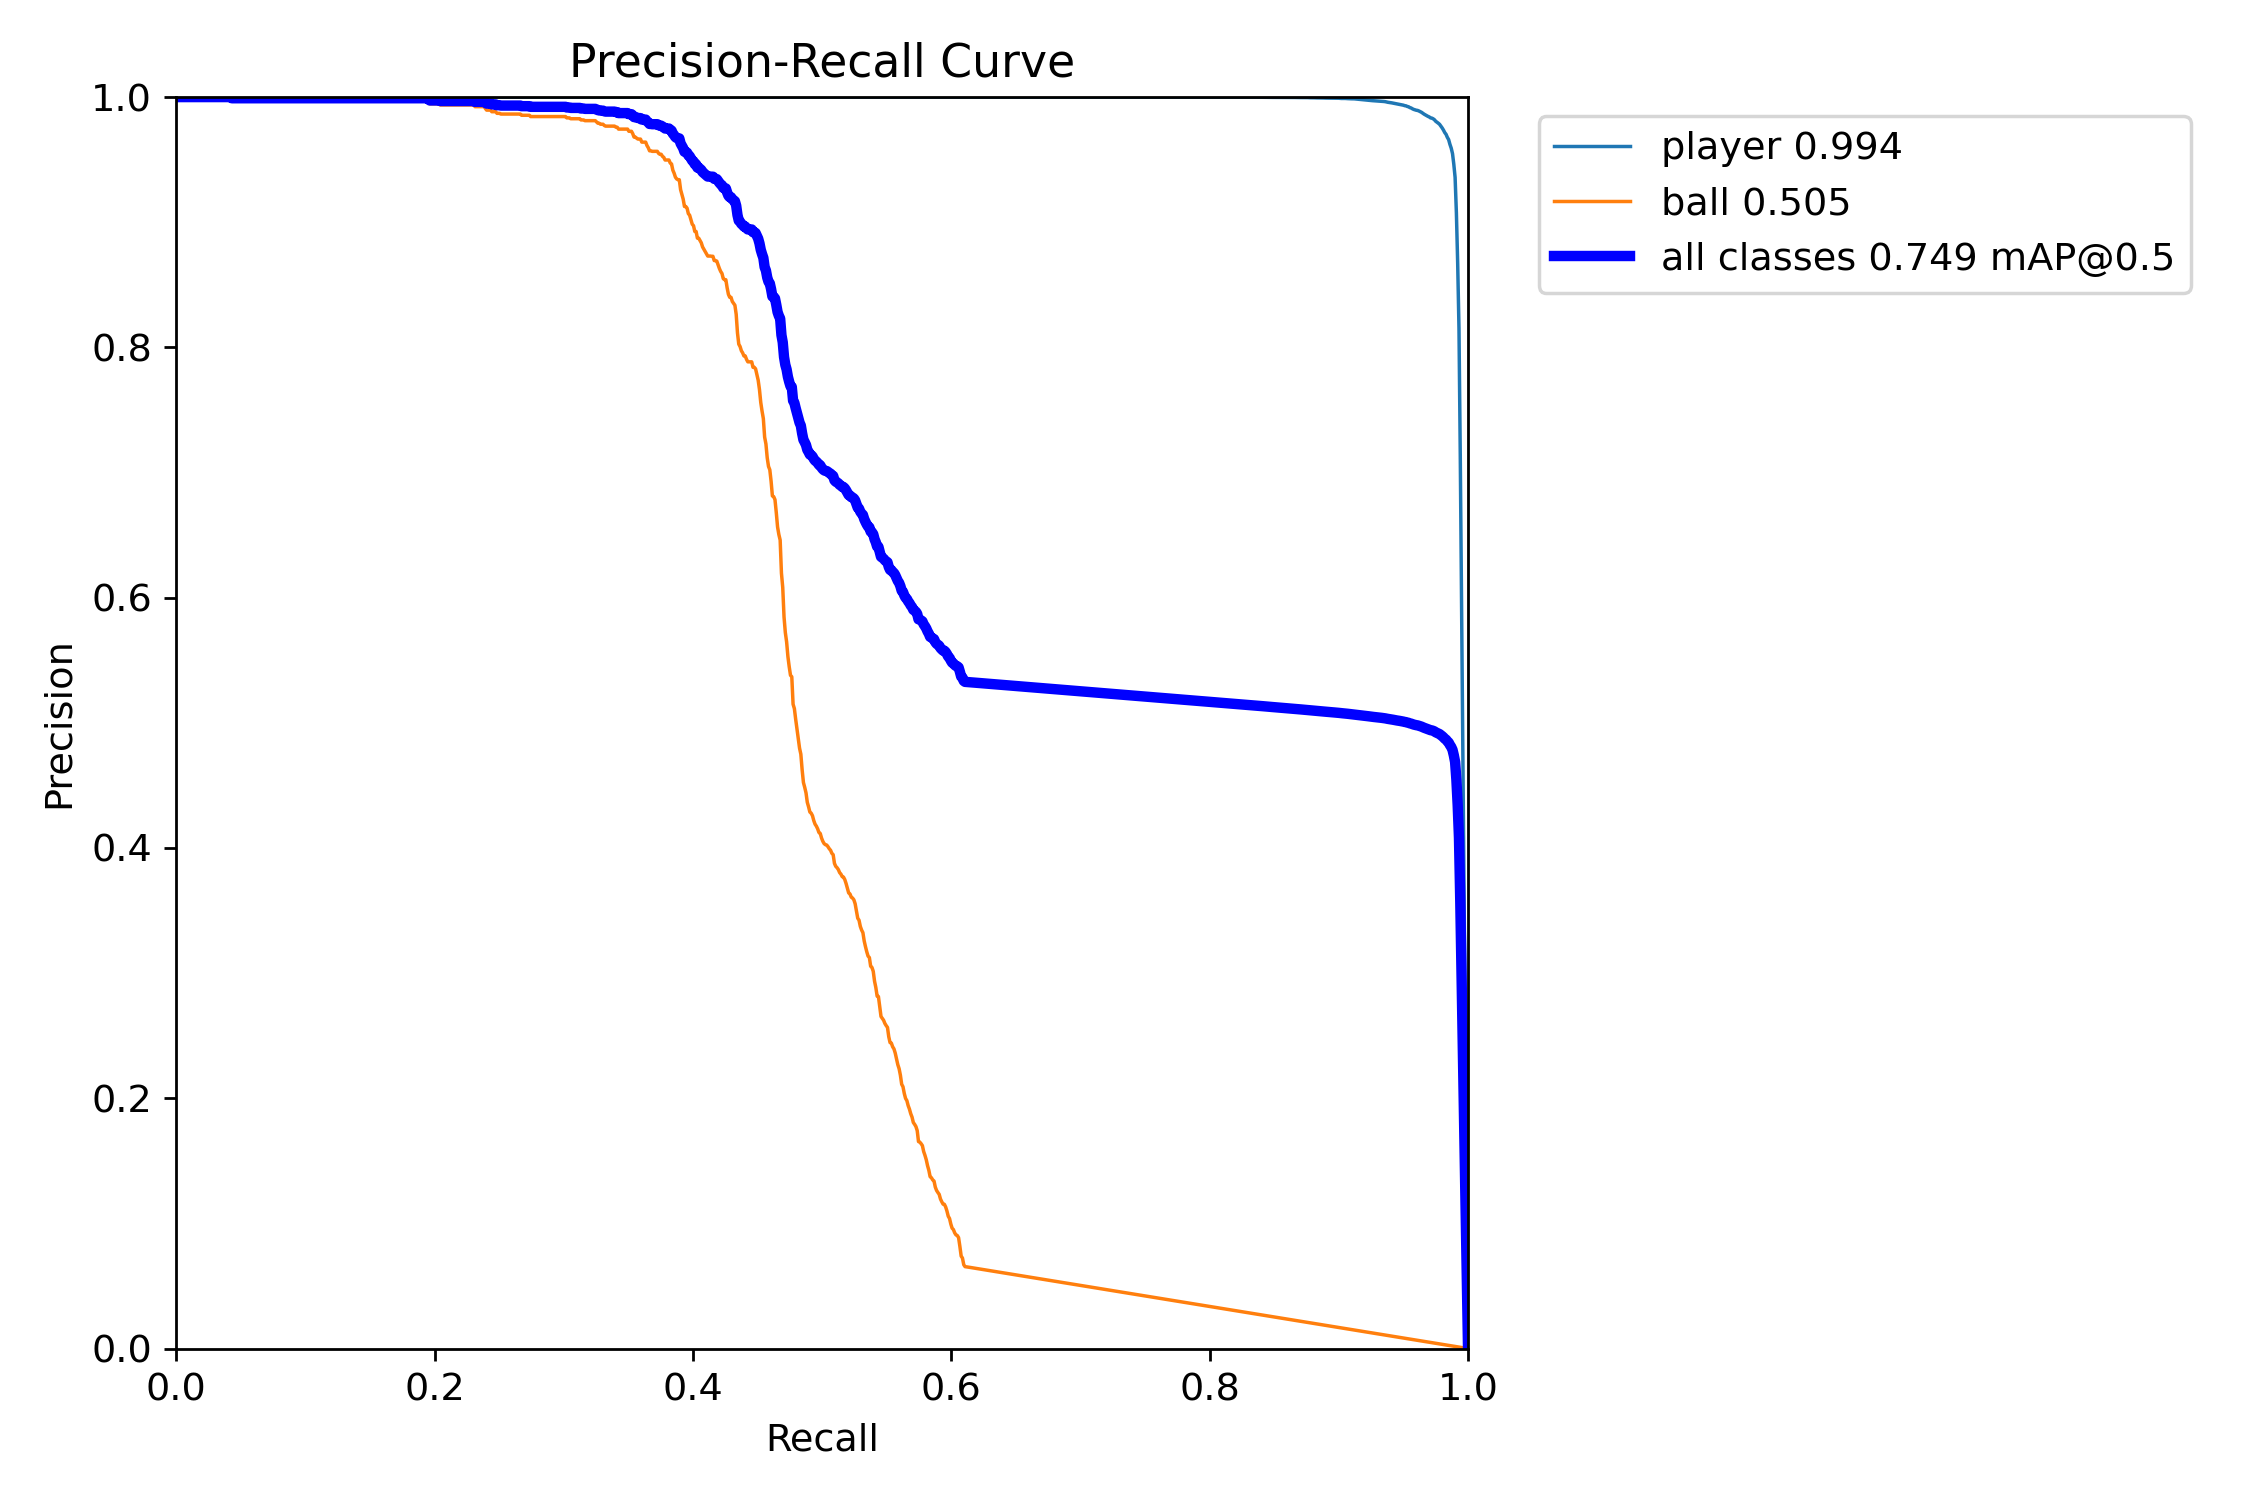 Precision-Recall Curve
1.0
0.8
0.6
0.4
0.2
0.0
Precision
0.0 0.2 0.4 0.6 0.8 1.0
Recall
player 0.994
ball 0.505
all classes 0.749 mAP@0.5